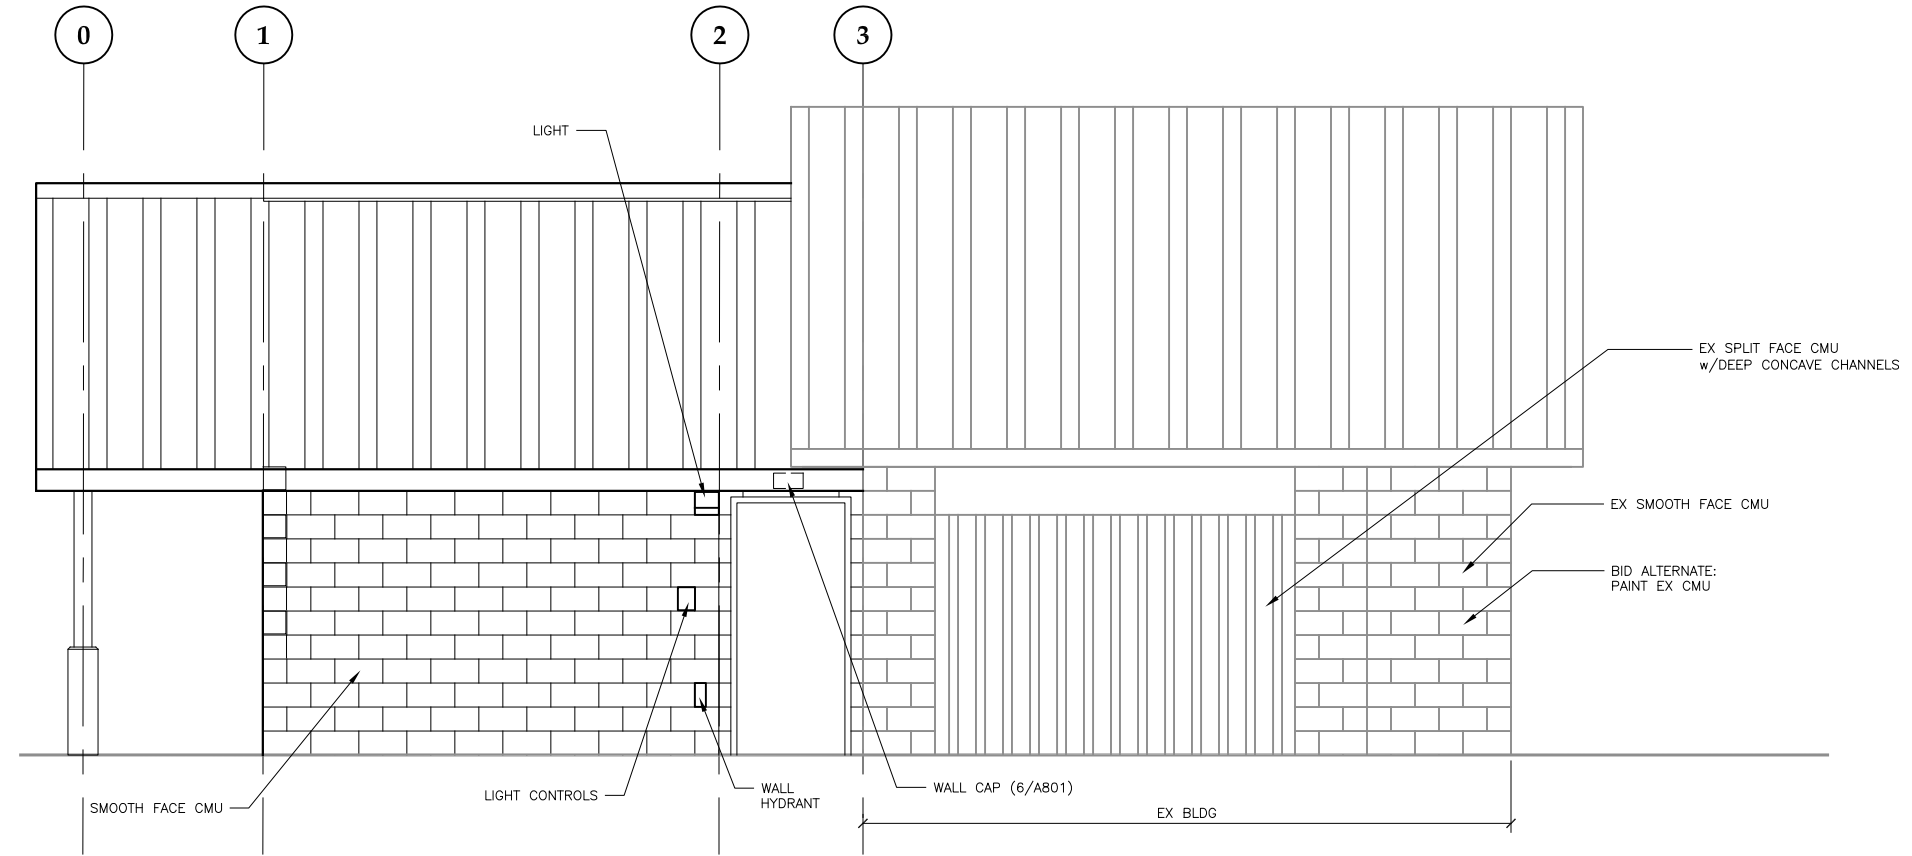 0 1 2 3
LIGHT
EX SPLIT FACE CMU
w/DEEP CONCAVE CHANNELS
EX SMOOTH FACE CMU
BID ALTERNATE:
PAINT EX CMU
SMOOTH FACE CMU
LIGHT CONTROLS
WALL
HYDRANT
WALL CAP (6/A801)
EX BLDG